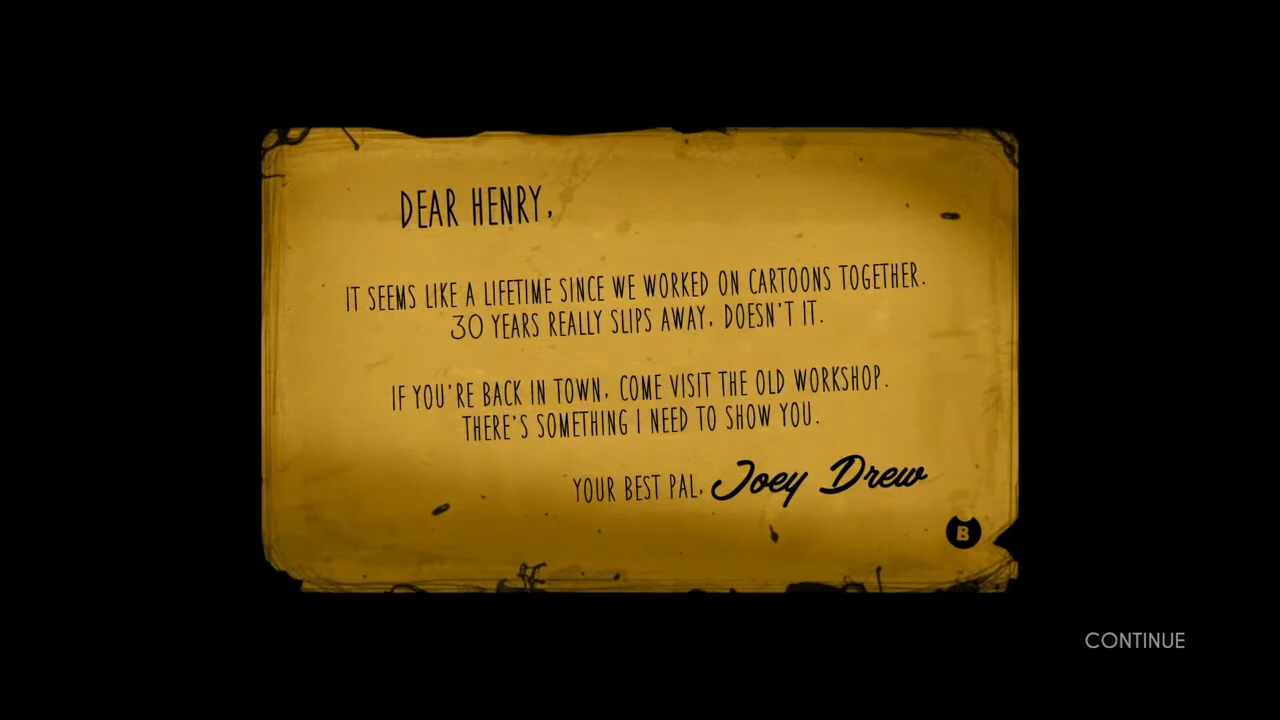 DEAR HENRY,
IT SEEMS LIKE A LIFETIME SINCE WE WORKED ON CARTOONS TOGETHER.
30 YEARS REALLY SLIPS AWAY, DOESN'T IT.
IF YOU'RE BACK IN TOWN, COME VISIT THE OLD WORKSHOP.
THERE'S SOMETHING I NEED TO SHOW YOU.
YOUR BEST PAL, Joey Drew
B
CONTINUE